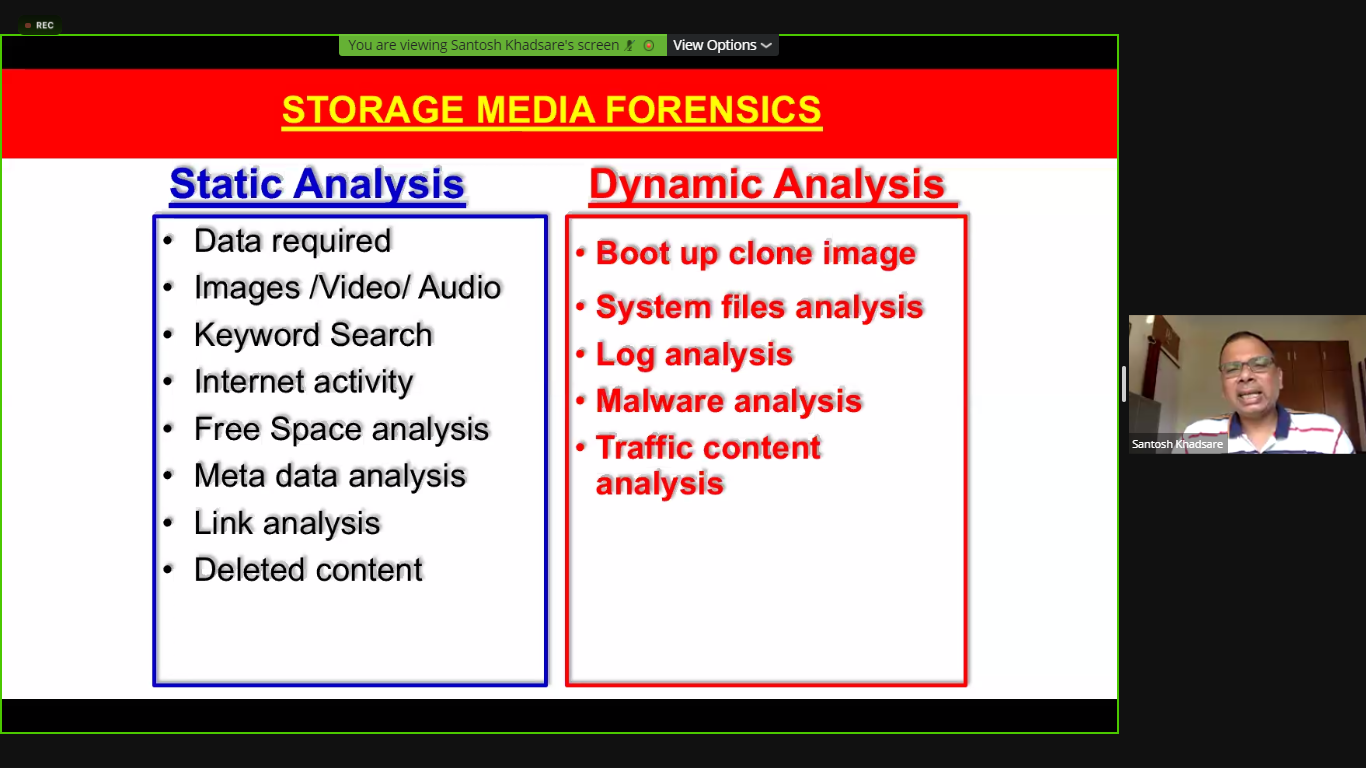 REC
You are viewing Santosh Khadsare's screen
View Options
STORAGE MEDIA FORENSICS
Static Analysis
• Data required
• Images /Video/ Audio
• Keyword Search
• Internet activity
• Free Space analysis
• Meta data analysis
• Link analysis
• Deleted content
Dynamic Analysis
• Boot up clone image
• System files analysis
• Log analysis
• Malware analysis
• Traffic content
analysis
Santosh Khadsare